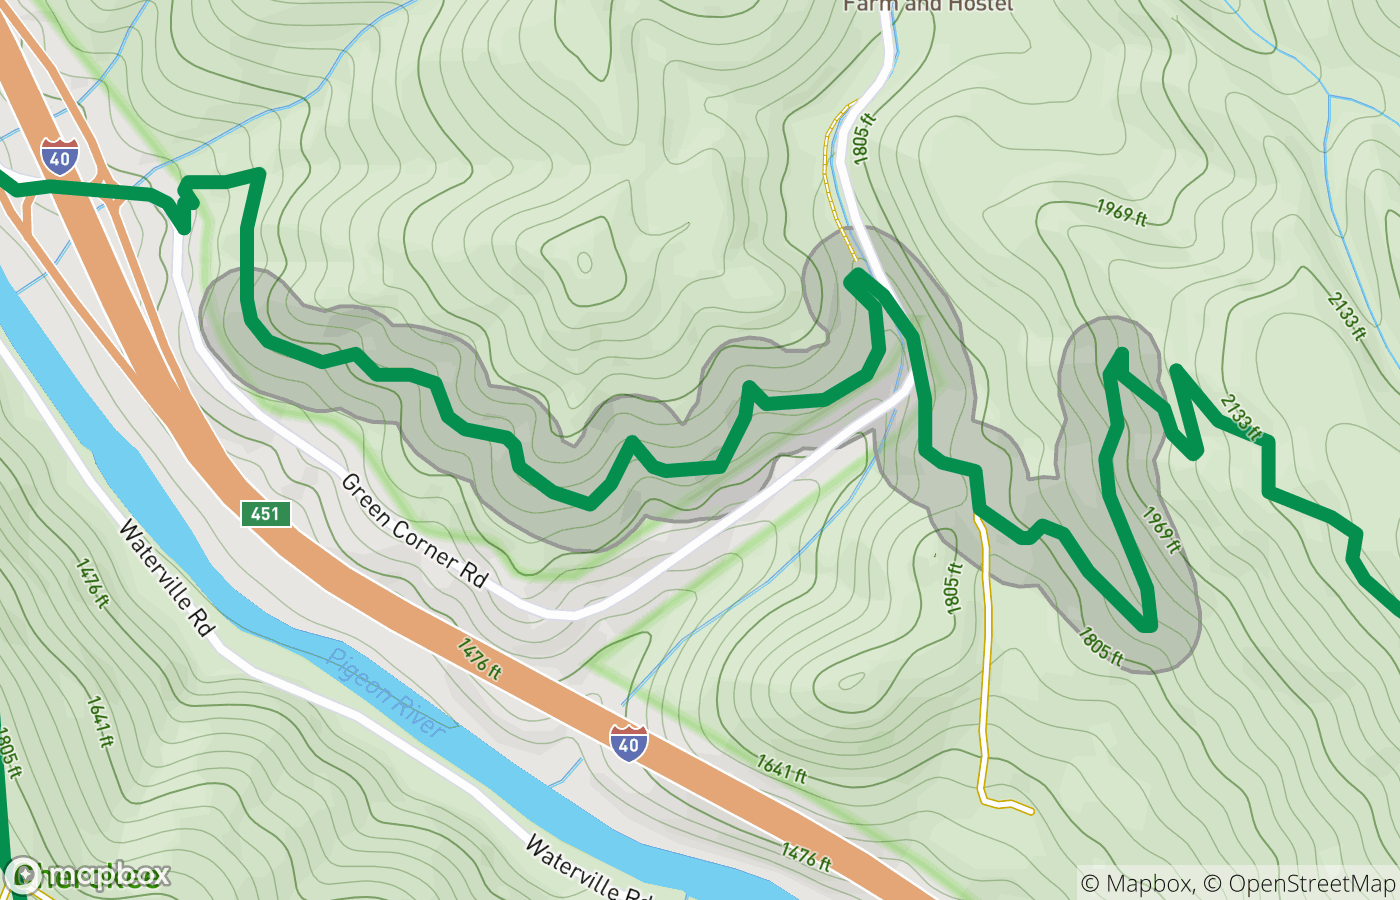 Farm and Hostel
40
1805 ft
1969 ft
2133 ft
2133 ft
Green Corner Rd
451
1969 ft
Waterville Rd
1476 ft
1805 ft
1805 ft
1476 ft
Pigeon River
1641 ft
40
1805 ft
1641 ft
1476 ft
Waterville Rd
mapbox
© Mapbox, © OpenStreetMap